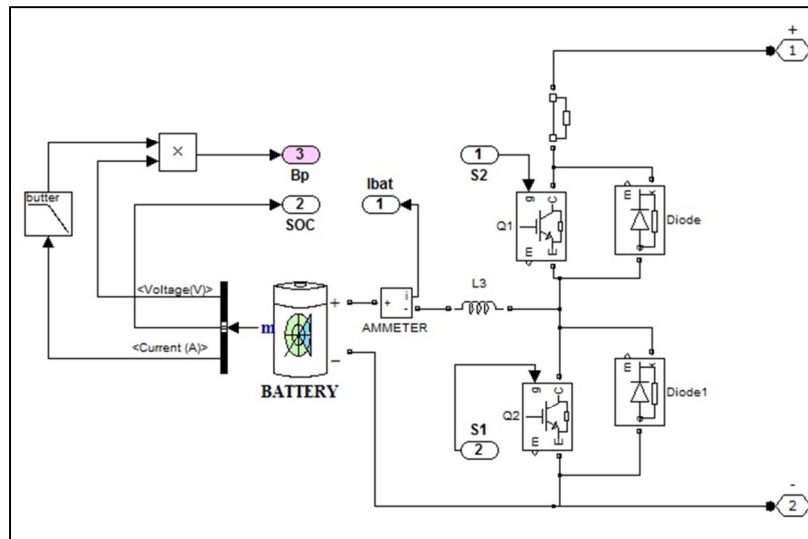 +
1
×
3
Bp
1
S2
butter
Ibat
1
g
C
m
k
2
SOC
Q1
Diode
m
E
a
L3
<Voltage(V)>
+
+
i
-
m
AMMETER
<Current (A)>
−
BATTERY
g
C
m
k
S1
2
Q2
Diode1
m
E
a
-
2